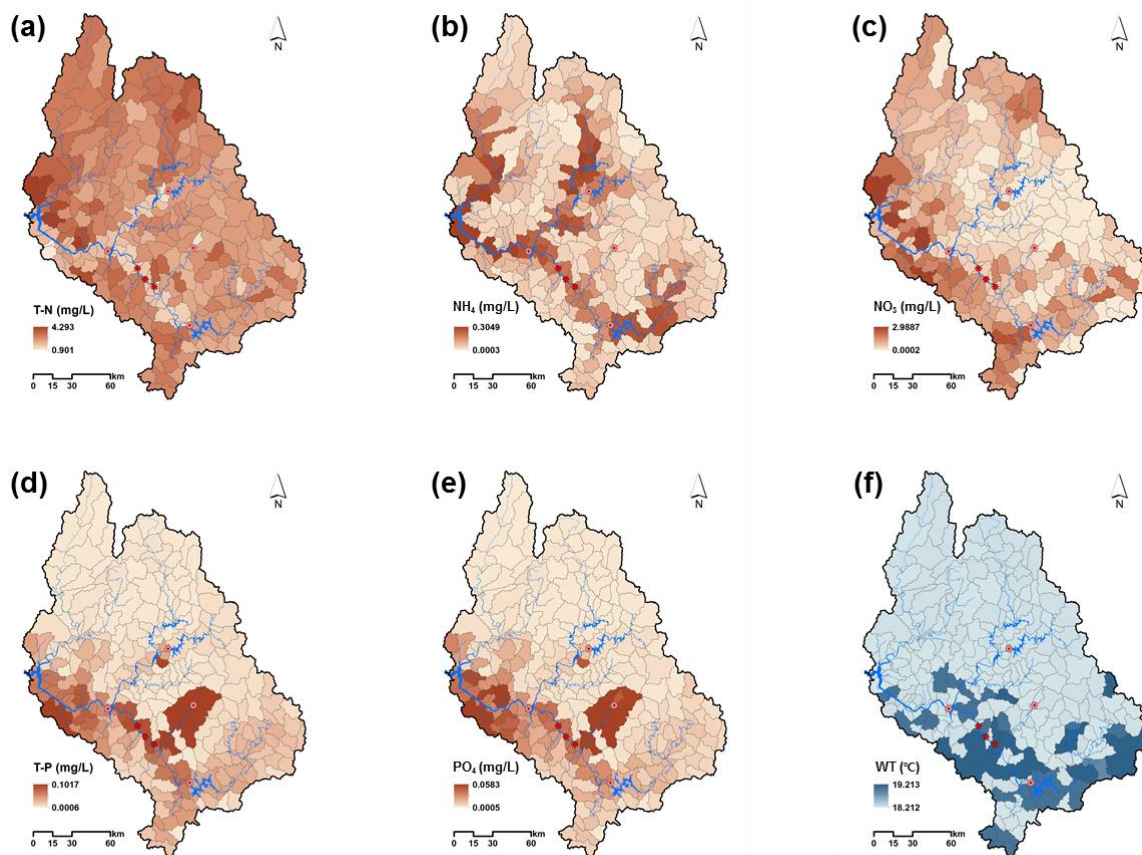 (a)
N
T-N (mg/L)
4.293
0.901
km
0 15 30 60
(b)
N
NH₄ (mg/L)
0.3049
0.0003
km
0 15 30 60
(c)
N
NO₃ (mg/L)
2.9887
0.0002
km
0 15 30 60
(d)
N
T-P (mg/L)
0.1017
0.0006
km
0 15 30 60
(e)
N
PO₄ (mg/L)
0.0583
0.0005
km
0 15 30 60
(f)
N
WT (℃)
19.213
18.212
km
0 15 30 60